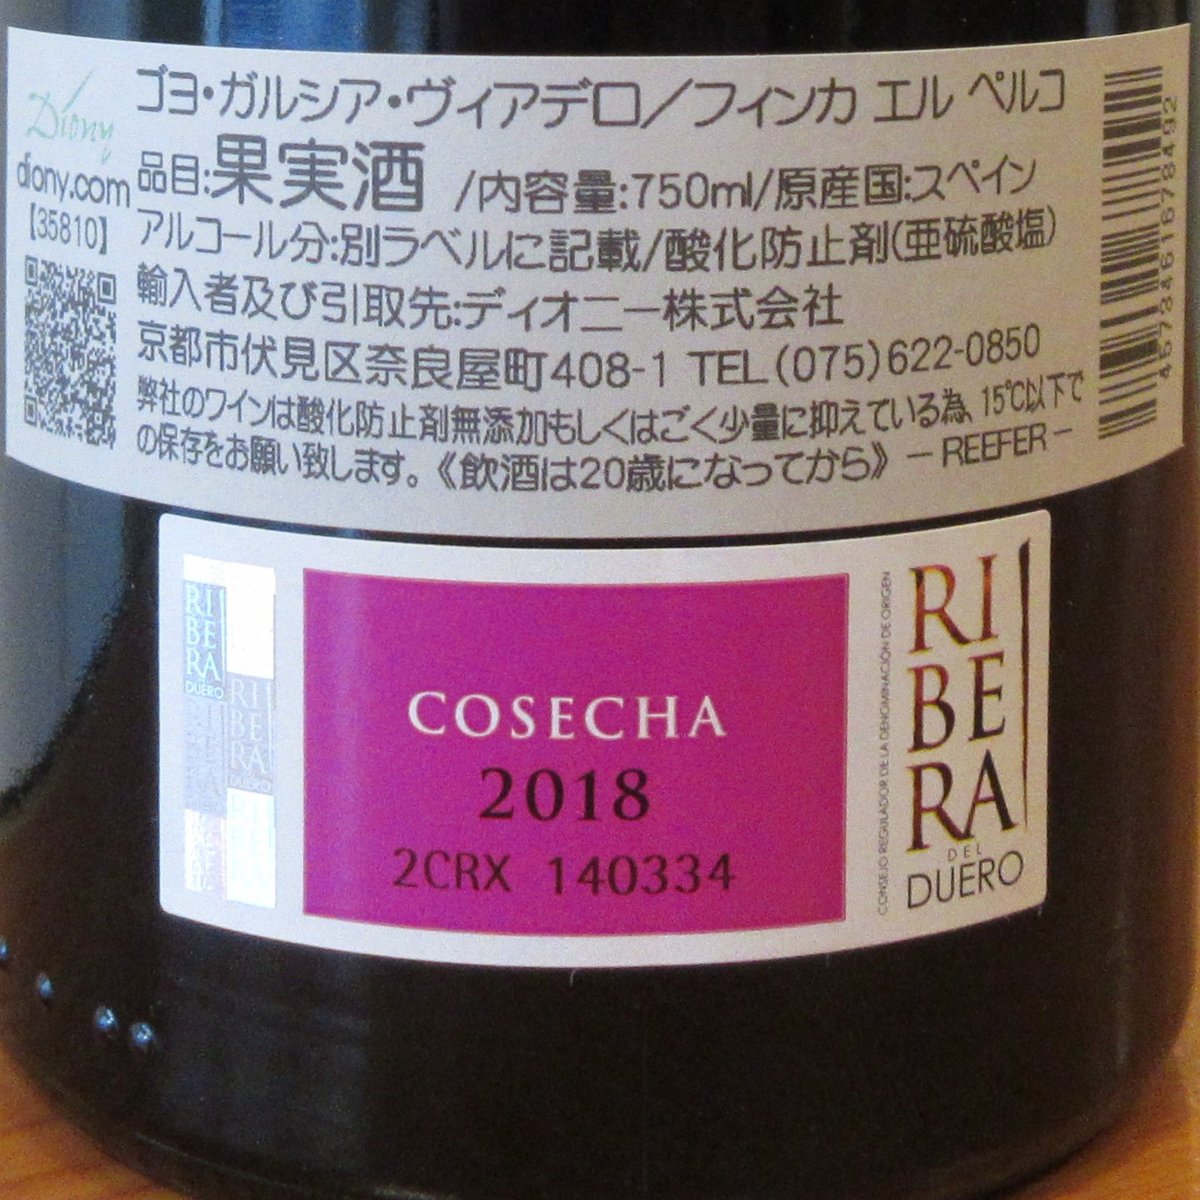 Diony
diony.com
【35810】
ゴヨ・ガルシア・ヴィアデロ/フィンカ エル ペルコ
品目:果実酒 /内容量:750ml/原産国:スペイン
アルコール分:別ラベルに記載/酸化防止剤(亜硫酸塩)
輸入者及び引取先:ディオニー株式会社
京都市伏見区奈良屋町408-1 TEL(075)622-0850
弊社のワインは酸化防止剤無添加もしくはごく少量に抑えている為、15℃以下で
の保存をお願い致します。《飲酒は20歳になってから》 -REEFER-
4573461678492
RIBERA
DUERO
RIBERA
DUERO
COSECHA
2018
2CRX 140334
CONSEJO REGULADOR DE LA DENOMINACIÓN DE ORIGEN
RI
BE
RA
DEL
DUERO